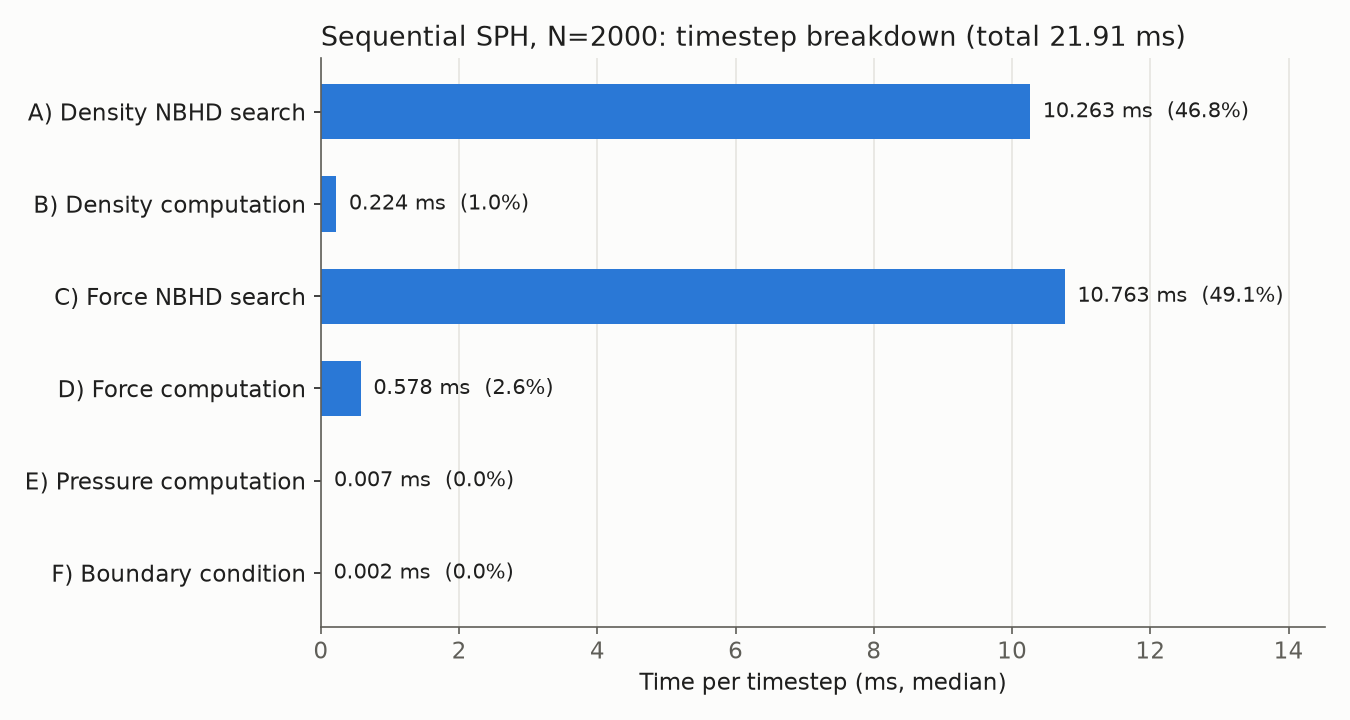 Sequential SPH, N=2000: timestep breakdown (total 21.91 ms)
A) Density NBHD search
10.263 ms (46.8%)
B) Density computation
0.224 ms (1.0%)
C) Force NBHD search
10.763 ms (49.1%)
D) Force computation
0.578 ms (2.6%)
E) Pressure computation
0.007 ms (0.0%)
F) Boundary condition
0.002 ms (0.0%)
0 2 4 6 8 10 12 14
Time per timestep (ms, median)